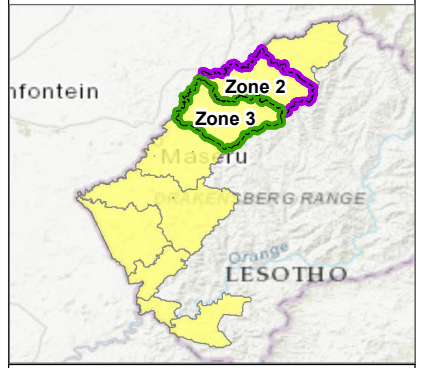 Zone 2
nfontein
Zone 3
Maseru
DRAKENSBERG RANGE
Orange
LESOTHO